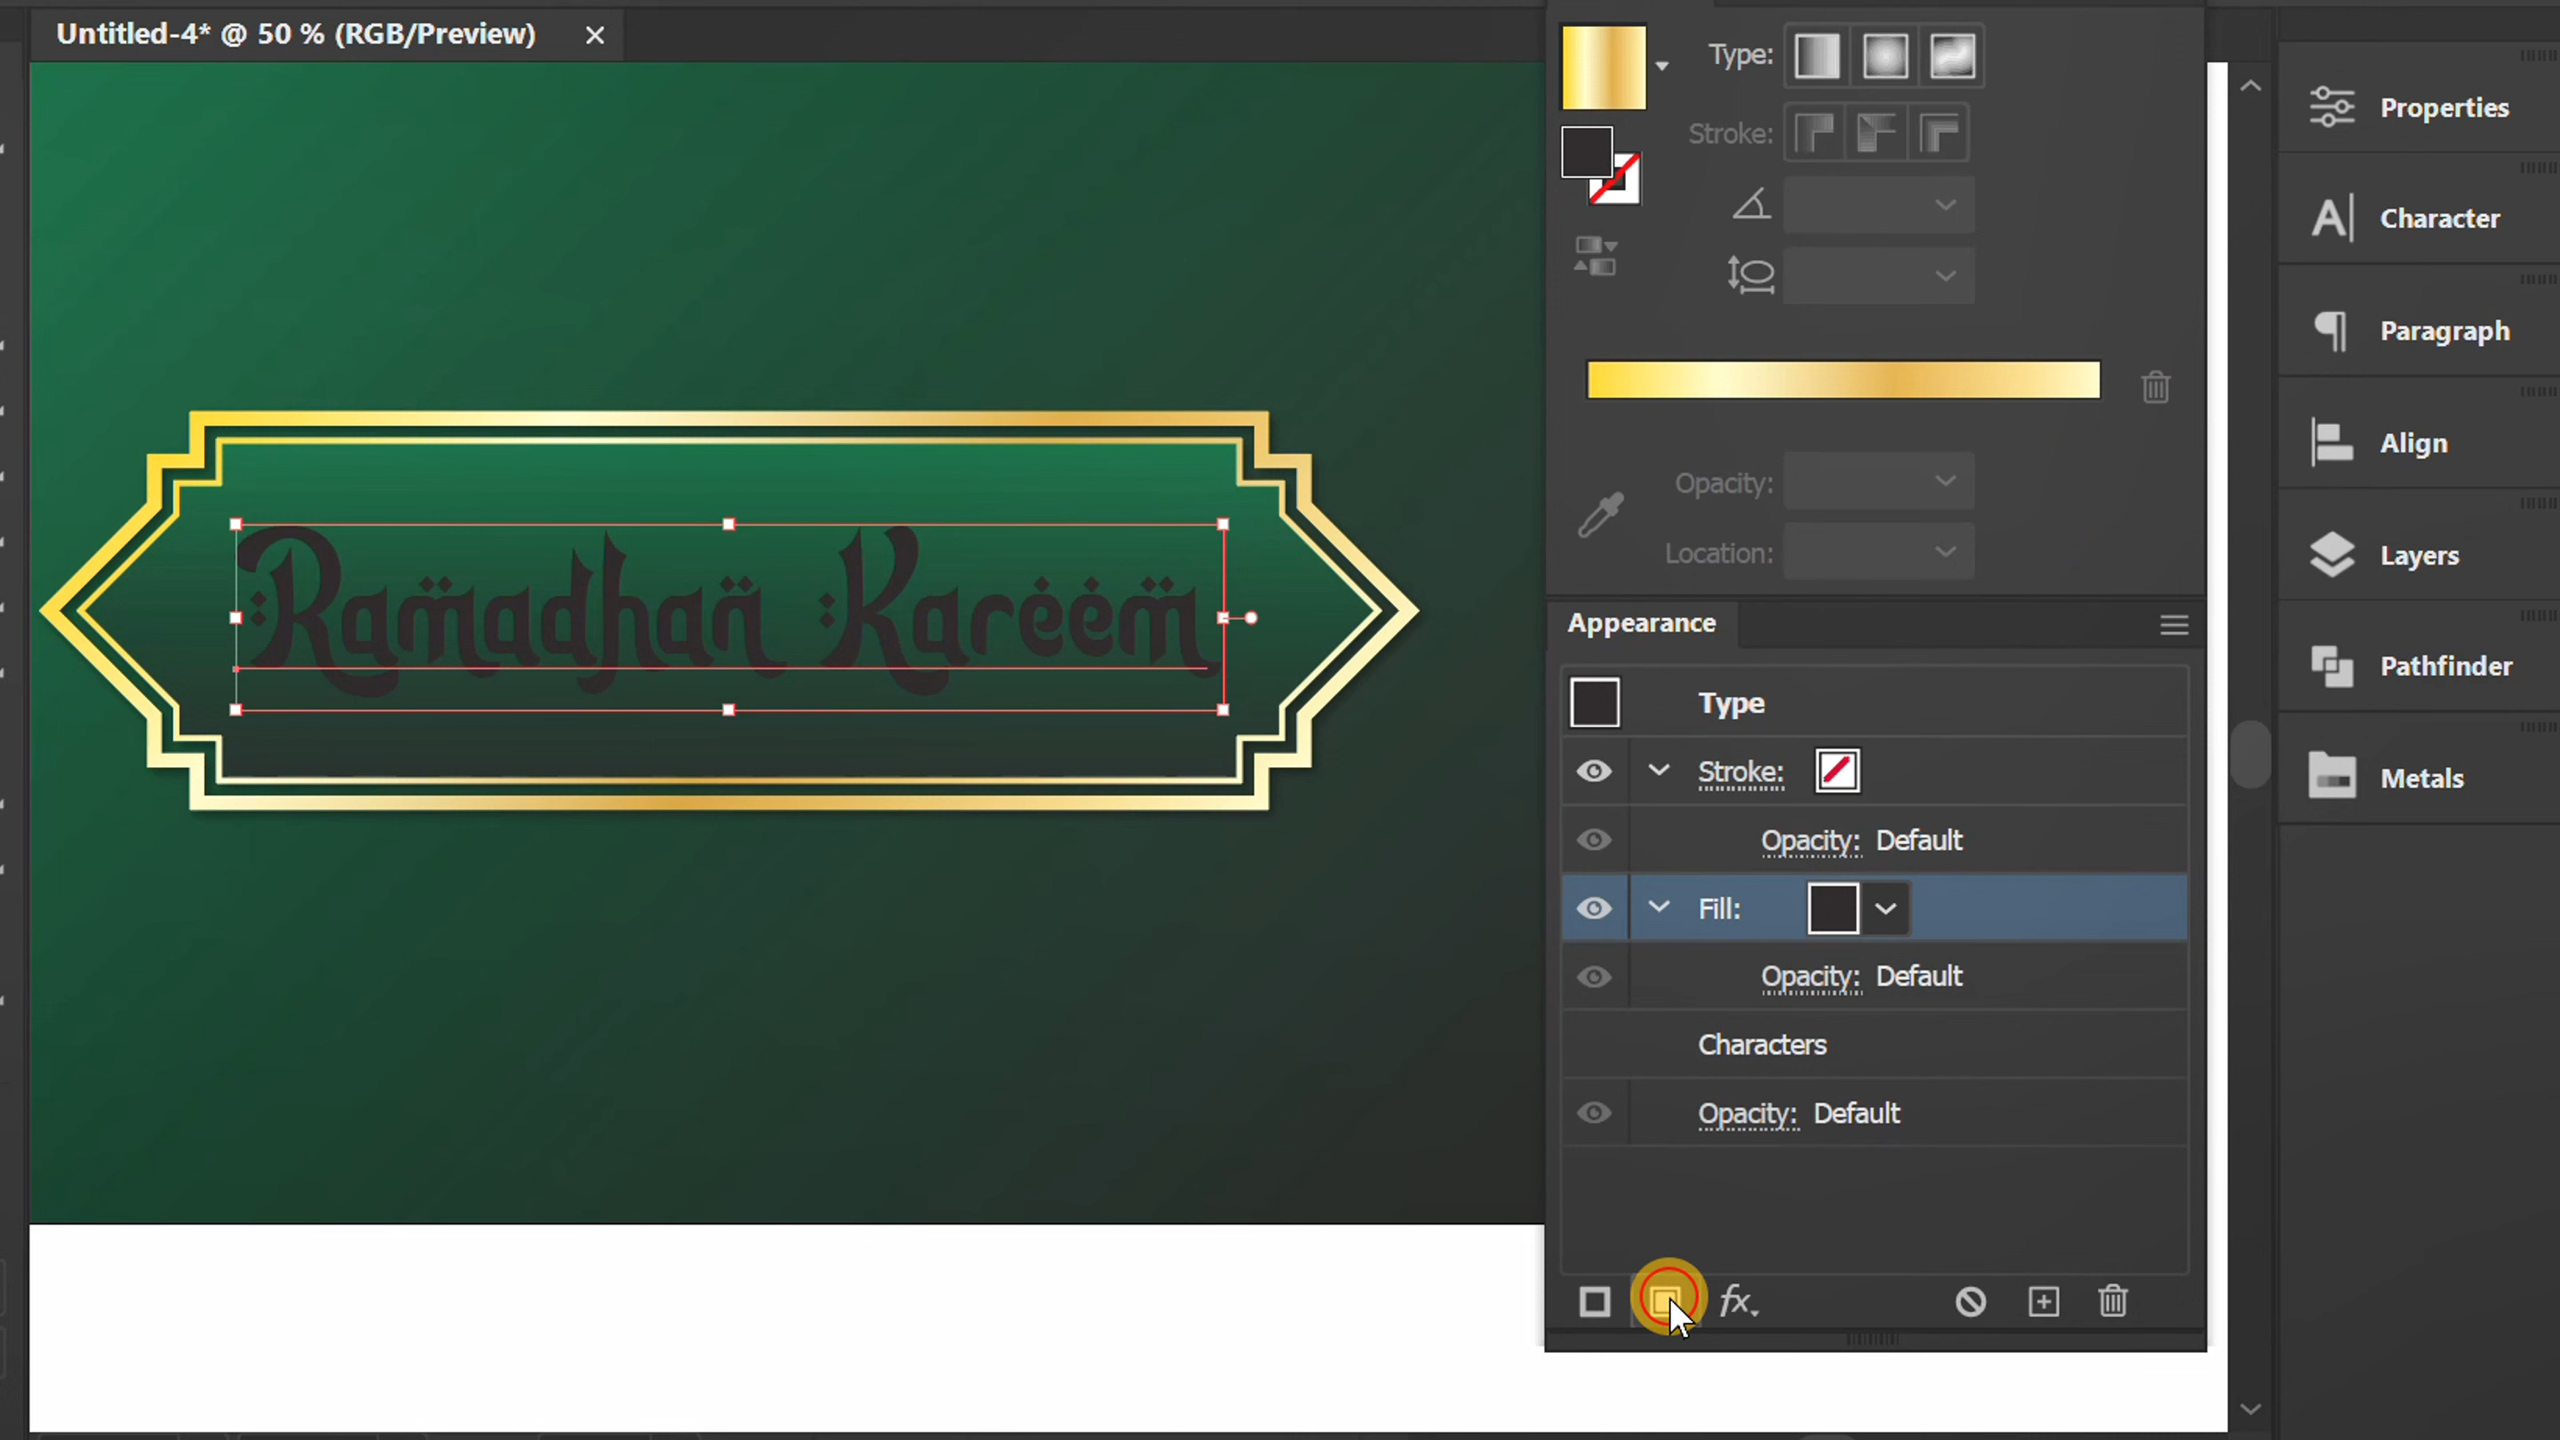 Untitled-4* @ 50 % (RGB/Preview)
Type:
Stroke:
Opacity:
Location:
Ramadhan Kareem
Appearance
Type
Stroke:
Opacity: Default
Fill:
Opacity: Default
Characters
Opacity: Default
fx
Properties
Character
Paragraph
Align
Layers
Pathfinder
Metals